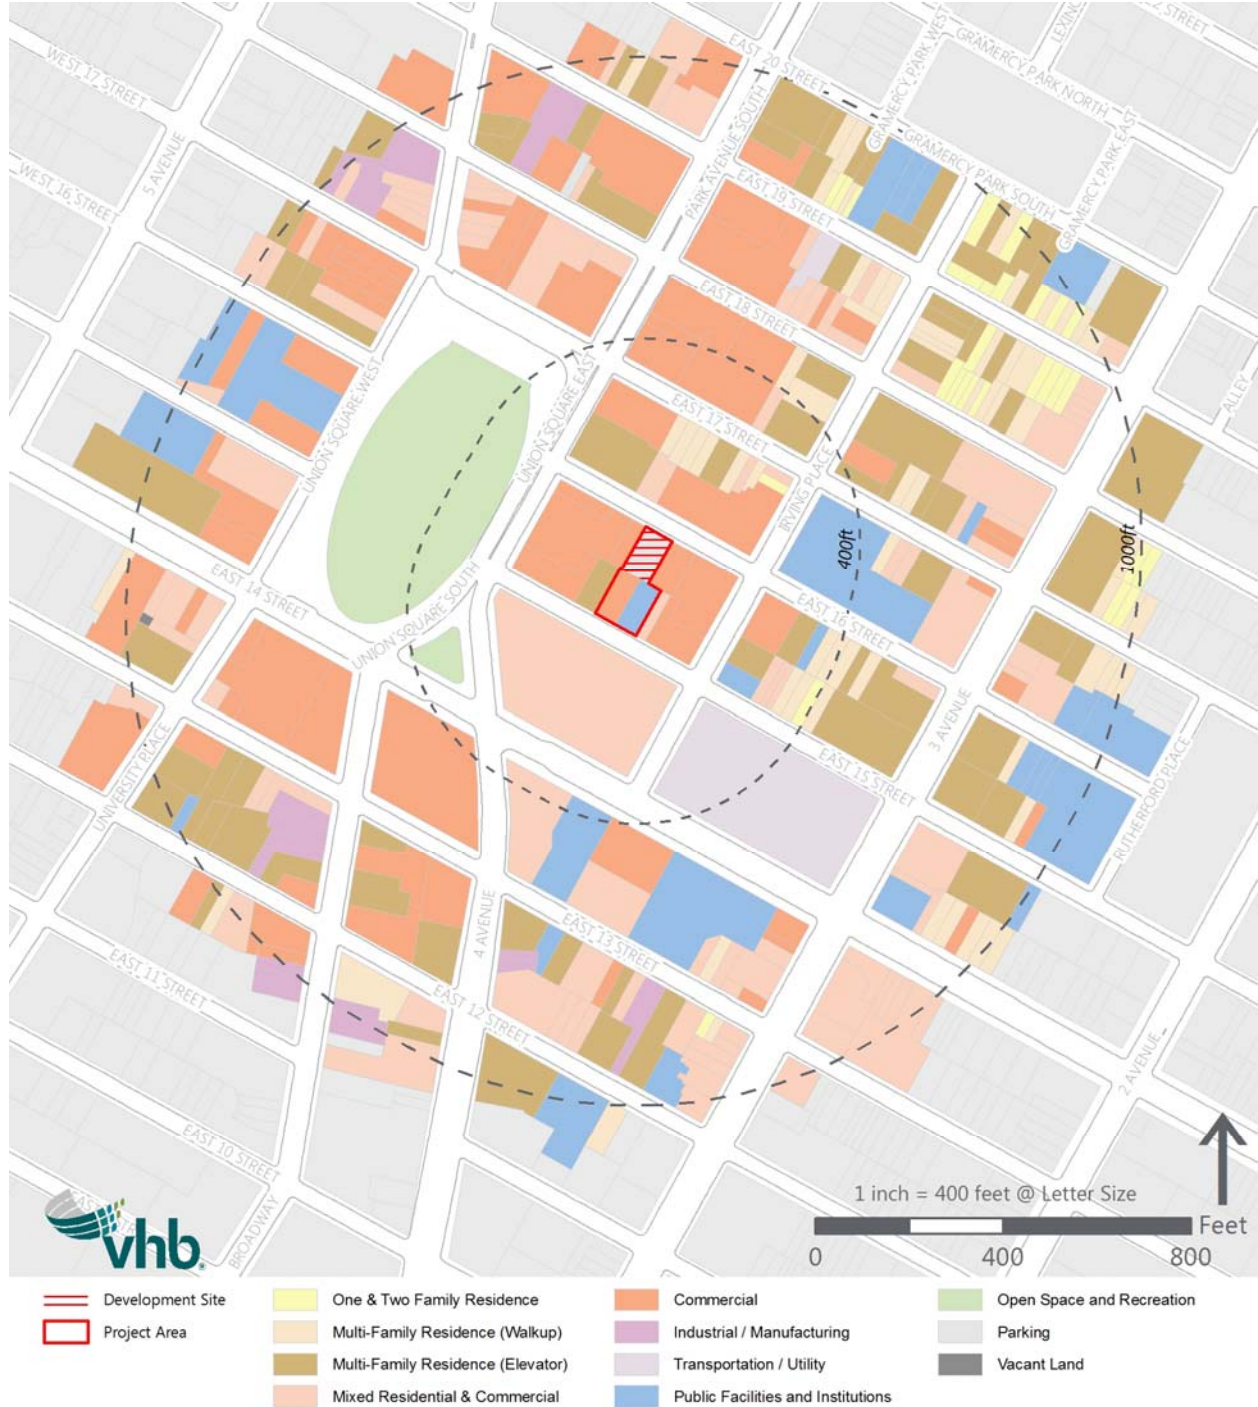 WEST 17 STREET
WEST 16 STREET
5 AVENUE
EAST 20 STREET
GRAMERCY PARK WEST
GRAMERCY PARK NORTH
GRAMERCY PARK EAST
GRAMERCY PARK SOUTH
PARK AVENUE SOUTH
EAST 19 STREET
EAST 18 STREET
EAST 17 STREET
UNION SQUARE WEST
UNION SQUARE EAST
UNION SQUARE SOUTH
IRVING PLACE
ALLEY
400ft
1000ft
EAST 16 STREET
EAST 15 STREET
EAST 14 STREET
3 AVENUE
RUTHERFORD PLACE
UNIVERSITY PLACE
4 AVENUE
EAST 13 STREET
EAST 12 STREET
EAST 11 STREET
EAST 10 STREET
BROADWAY
2 AVENUE
1 inch = 400 feet @ Letter Size
Feet
0 400 800
vhb
Development Site
Project Area
One & Two Family Residence
Multi-Family Residence (Walkup)
Multi-Family Residence (Elevator)
Mixed Residential & Commercial
Commercial
Industrial / Manufacturing
Transportation / Utility
Public Facilities and Institutions
Open Space and Recreation
Parking
Vacant Land